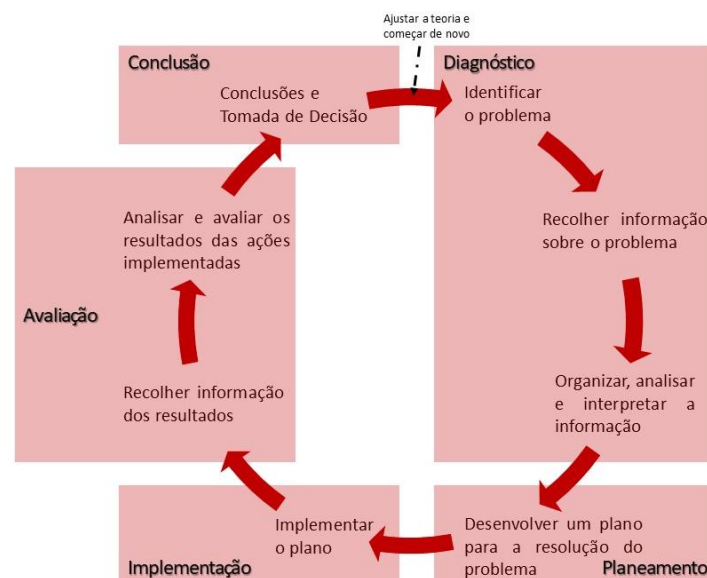 Ajustar a teoria e
começar de novo
Conclusão
Conclusões e
Tomada de Decisão
Diagnóstico
Identificar
o problema
Recolher informação
sobre o problema
Organizar, analisar
e interpretar a
informação
Desenvolver um plano
para a resolução do
problema
Planeamento
Implementar
o plano
Implementação
Recolher informação
dos resultados
Avaliação
Analisar e avaliar os
resultados das ações
implementadas